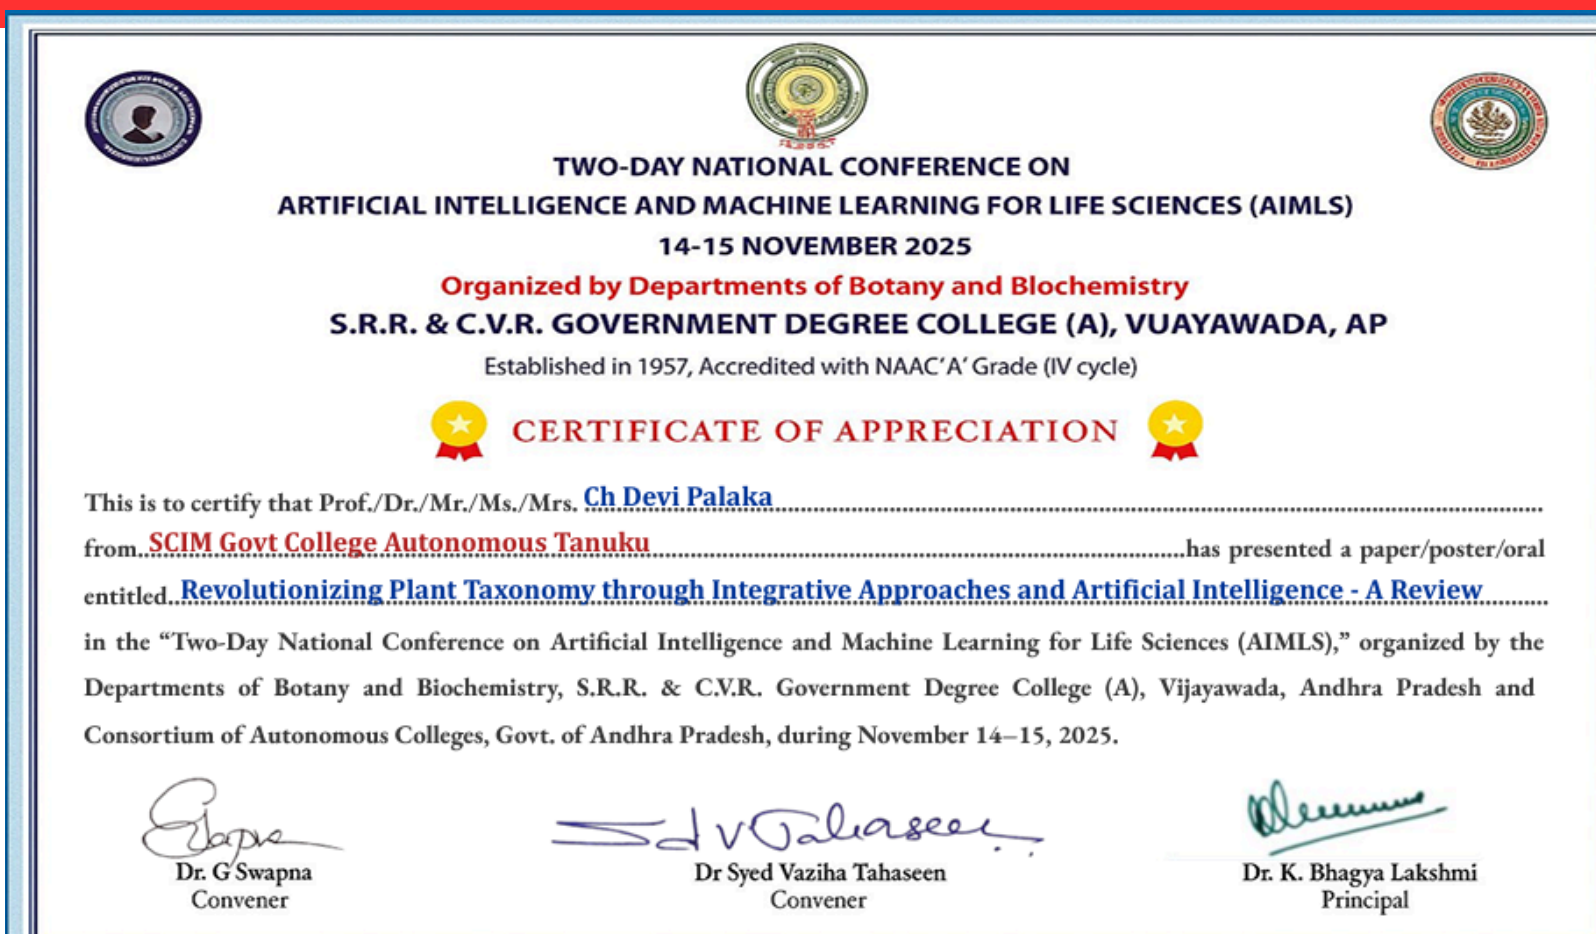 TWO-DAY NATIONAL CONFERENCE ON
ARTIFICIAL INTELLIGENCE AND MACHINE LEARNING FOR LIFE SCIENCES (AIMLS)
14-15 NOVEMBER 2025
Organized by Departments of Botany and Blochemistry
S.R.R. & C.V.R. GOVERNMENT DEGREE COLLEGE (A), VUAYAWADA, AP
Established in 1957, Accredited with NAAC‘A’ Grade (IV cycle)
CERTIFICATE OF APPRECIATION
This is to certify that Prof./Dr./Mr./Ms./Mrs. Ch Devi Palaka
from SCIM Govt College Autonomous Tanuku has presented a paper/poster/oral
entitled Revolutionizing Plant Taxonomy through Integrative Approaches and Artificial Intelligence - A Review
in the “Two-Day National Conference on Artificial Intelligence and Machine Learning for Life Sciences (AIMLS),” organized by the
Departments of Botany and Biochemistry, S.R.R. & C.V.R. Government Degree College (A), Vijayawada, Andhra Pradesh and
Consortium of Autonomous Colleges, Govt. of Andhra Pradesh, during November 14–15, 2025.
Sd V Tahaseen
Dr. G Swapna
Dr Syed Vaziha Tahaseen
Dr. K. Bhagya Lakshmi
Convener
Convener
Principal